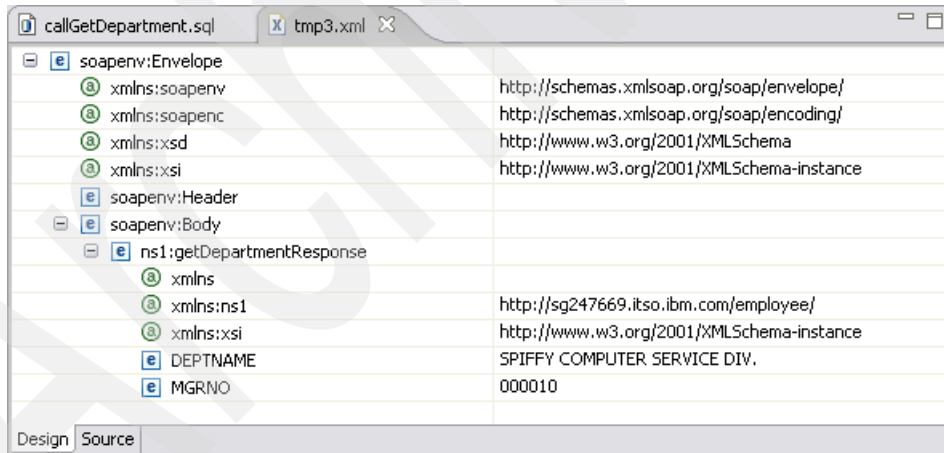 callGetDepartment.sql tmp3.xml
soapenv:Envelope
xmlns:soapenv http://schemas.xmlsoap.org/soap/envelope/
xmlns:soapenc http://schemas.xmlsoap.org/soap/encoding/
xmlns:xsd http://www.w3.org/2001/XMLSchema
xmlns:xsi http://www.w3.org/2001/XMLSchema-instance
soapenv:Header
soapenv:Body
ns1:getDepartmentResponse
xmlns
xmlns:ns1 http://sg247669.itso.ibm.com/employee/
xmlns:xsi http://www.w3.org/2001/XMLSchema-instance
DEPTNAME SPIFFY COMPUTER SERVICE DIV.
MGRNO 000010
Design Source